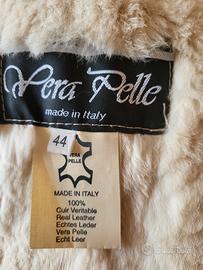 Vera Pelle
made in Italy
44
VERA
PELLE
MADE IN ITALY
100%
Cuir Veritable
Real Leather
Echtes Leder
Vera Pelle
Echt Leer